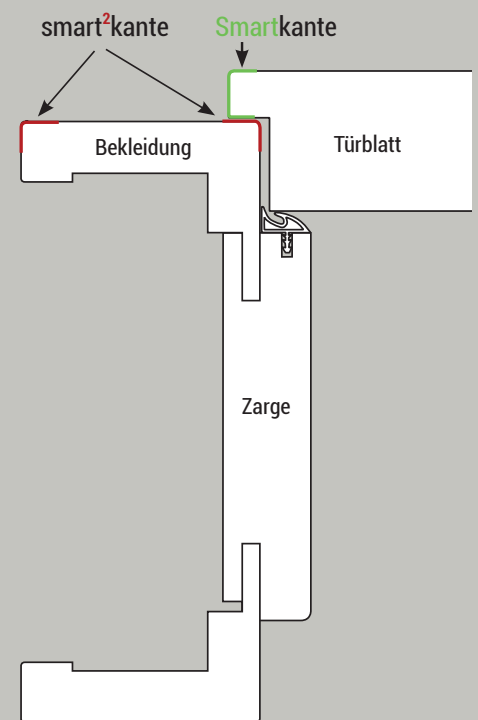 smart²kante
Smartkante
Bekleidung
Türblatt
Zarge